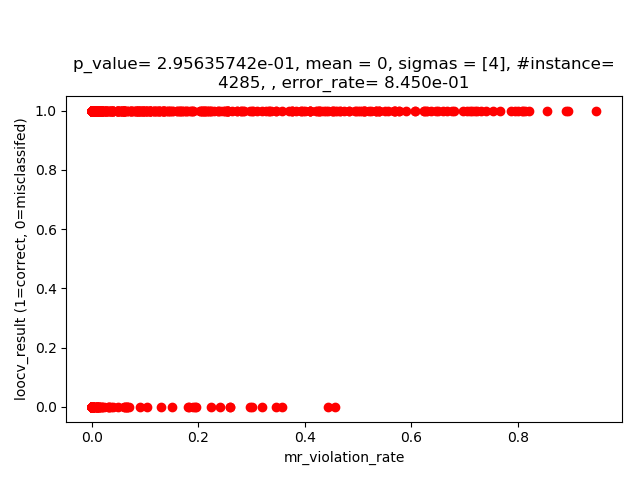 p_value= 2.95635742e-01, mean = 0, sigmas = [4], #instance=
4285, , error_rate= 8.450e-01
1.0
0.8
0.6
0.4
0.2
0.0
loocv_result (1=correct, 0=misclassifed)
0.0 0.2 0.4 0.6 0.8
mr_violation_rate